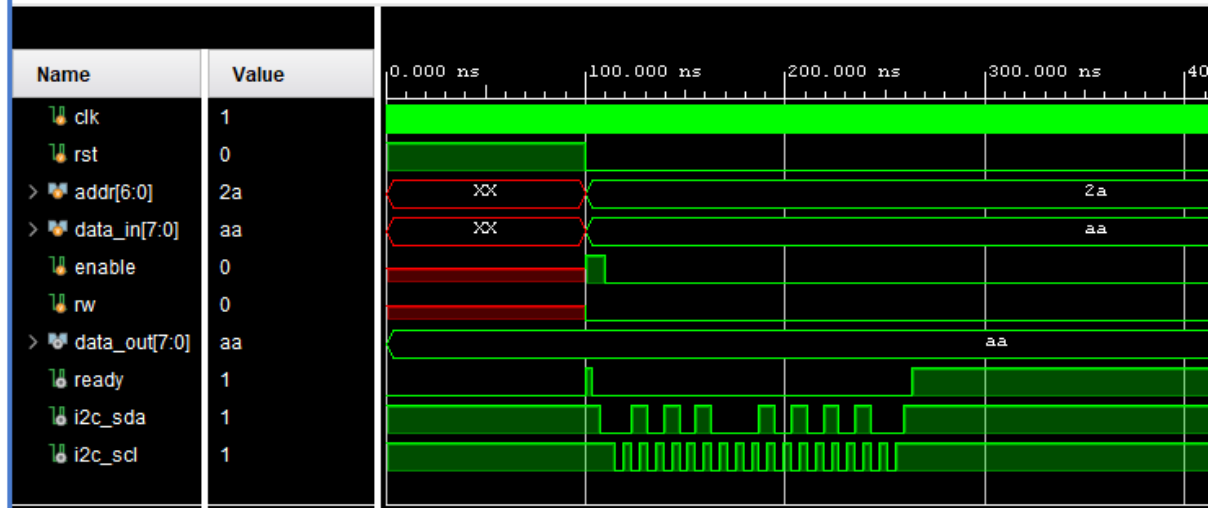 Name Value 0.000 ns 100.000 ns 200.000 ns 300.000 ns 40
clk 1
rst 0
addr[6:0] 2a XX 2a
data_in[7:0] aa XX aa
enable 0
rw 0
data_out[7:0] aa aa
ready 1
i2c_sda 1
i2c_scl 1